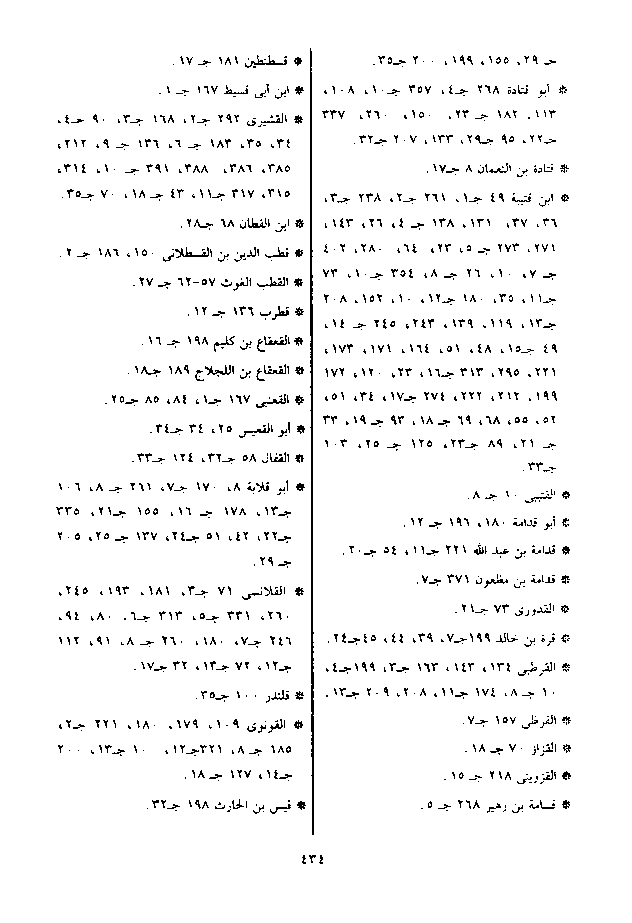 جـ ٢٩، ١٥٥، ١٩٩، ٢٠٠ جـ٣٥.
* أبو قتادة ٢٦٨ جـ٤، ٣٥٧ جـ١٠، ١٠٨،
١١٣، ١٨٢ جـ ٢٣، ١٥٠، ٢٦٠، ٣٣٧
جـ٢٢، ٩٥ جـ٢٩، ١٣٣، ٢٠٧ جـ٣٢.
* قتادة بن النعمان ٨ جـ١٧.
* ابن قتيبة ٤٩ جـ١، ٢٦١ جـ٢، ٢٣٨ جـ٣،
٣٦، ٣٧، ١٣١، ١٣٨ جـ ٤، ٢٦، ١٤٣،
٢٧١، ٢٧٣ جـ ٥، ٢٣، ٦٤، ٢٨٠، ٤٠٢
جـ ٧، ١٠، ٢٦ جـ ٨، ٣٥٤ جـ١٠، ٧٣
جـ١١، ٣٥، ١٨٠ جـ١٢، ١٠، ١٥٢، ٢٠٨
جـ١٣، ١١٩، ١٣٩، ٢٤٣، ٢٤٥ جـ ١٤،
٤٩ جـ١٥، ٤٨، ٥١، ١٦٤، ١٧١، ١٧٣،
٢٢١، ٢٩٥، ٣١٣ جـ١٦، ٢٣، ١٢٠، ١٧٢
١٩٩، ٢١٢، ٢٢٢، ٢٧٤ جـ١٧، ٣٤، ٥١،
٥٢، ٥٥، ٦٨، ٦٩ جـ ١٨، ٩٣ جـ ١٩، ٣٣
جـ ٢١، ٨٩ جـ٢٣، ١٢٥ جـ ٢٥، ١٠٣
جـ٣٣.
* القتيبى ١٠ جـ ٨.
* أبو قدامة ١٨٠، ١٩٦ جـ ١٢.
* قدامة بن عبد الله ٢٢١ جـ١١، ٥٤ جـ٢٠.
* قدامة بن مظعون ٣٧١ جـ٧.
* القدورى ٧٣ جـ٢١.
* قرة بن خالد ١٩٩جـ٧، ٣٩، ٤٤، ٤٥جـ٢٤.
* القرطبى ١٣٤، ١٤٣، ١٦٣ جـ٣، ١٩٩جـ٤،
١٠ جـ ٨، ١٧٤ جـ١١، ٢٠٨، ٢٠٩ جـ١٣.
* القرظى ١٥٧ جـ٧.
* القزاز ٧٠ جـ ١٨.
* القزوينى ٢١٨ جـ ١٥.
* قسامة بن زهير ٢٦٨ جـ ٥.
* قسطنطين ١٨١ جـ ١٧.
* ابن أبى قسيط ١٦٧ جـ ١.
* القشيرى ٢٩٢ جـ٢، ١٦٨ جـ٣، ٩٠ جـ٤،
٣٤، ٣٥، ١٨٣ جـ ٦، ١٣٦ جـ ٩، ٢١٢،
٣٨٥، ٣٨٦، ٣٨٨، ٣٩١ جـ ١٠، ٣١٤،
٣١٥، ٣١٧ جـ١١، ٤٣ جـ ١٨، ٧٠ جـ٣٥.
* ابن القطان ٦٨ جـ٢٨.
* قطب الدين بن القسطلانى ١٥٠، ١٨٦ جـ ٢.
* القطب الغوث ٥٧-٦٢ جـ ٢٧.
* قطرب ١٣٦ جـ ١٢.
* القعقاع بن كليم ١٩٨ جـ ١٦.
* القعقاع بن اللجلاج ١٨٩ جـ١٨.
* القعنبى ١٦٧ جـ١، ٨٤، ٨٥ جـ٢٥.
* أبو القعيس ٢٥، ٣٤ جـ٣٤.
* القفال ٥٨ جـ٣٢، ١٢٤ جـ٣٣.
* أبو قلابة ٨، ١٧٠ جـ٧، ٢٦١ جـ ٨، ١٠٦
جـ١٣، ١٧٨ جـ ١٦، ١٥٥ جـ٢١، ٣٣٥
جـ٢٢، ٤٢، ٥١ جـ٢٤، ١٣٧ جـ ٢٥، ٢٠٥
جـ ٢٩.
* القلانسى ٧١ جـ٣، ١٨١، ١٩٣، ٢٤٥،
٢٦٠، ٣٣١ جـ٥، ٣١٣ جـ٦، ٨٠، ٩٤،
٢٤٦ جـ٧، ١٨٠، ٢٦٠ جـ ٨، ٩١، ١١٢
جـ١٢، ٧٢ جـ١٣، ٣٢ جـ١٧.
* قلندر ١٠٠ جـ٣٥.
* القونوى ١٠٩، ١٧٩، ١٨٠، ٢٢١ جـ٢،
١٨٥ جـ ٨، ٣٢١جـ١٢، ١٠ جـ١٣، ٢٠٠
جـ١٤، ١٢٧ جـ ١٨.
* قيس بن الحارث ١٩٨ جـ٣٢.
٤٣٤